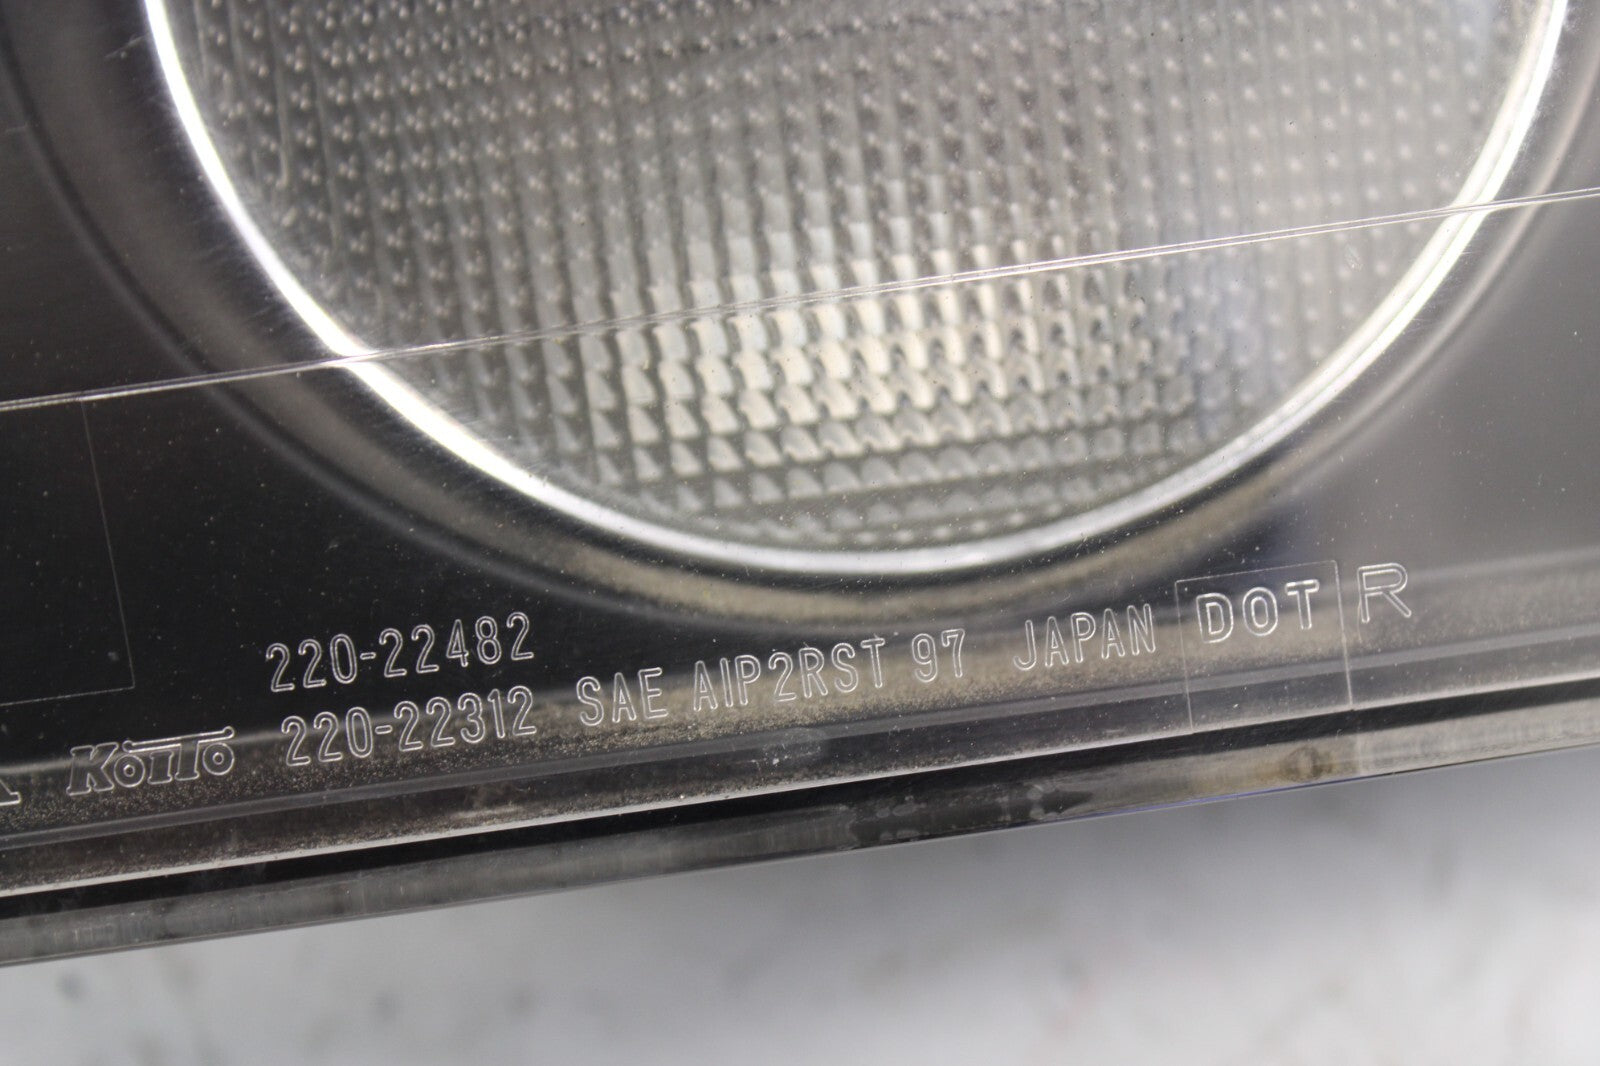 220-22482
KOITO 220-22312 SAE AIP2RST 97 JAPAN DOT R